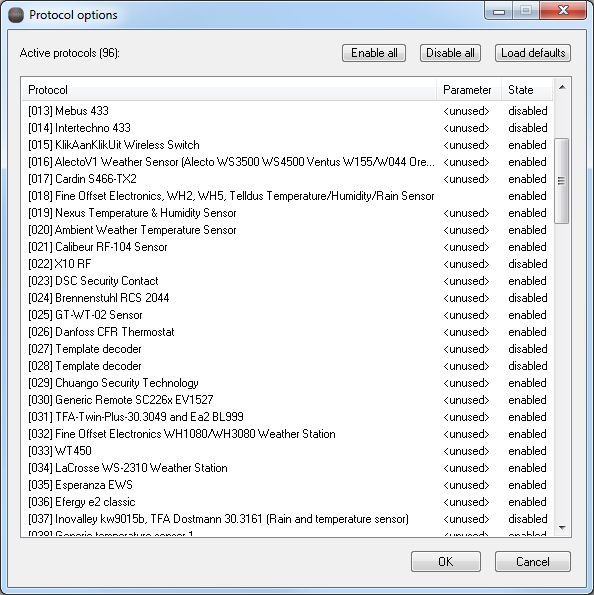 Protocol options
Active protocols (96):
Enable all
Disable all
Load defaults
Protocol Parameter State
[013] Mebus 433 <unused> disabled
[014] Intertechno 433 <unused> disabled
[015] KlikAanKlikUit Wireless Switch <unused> enabled
[016] AlectoV1 Weather Sensor (Alecto WS3500 WS4500 Ventus W155/W044 Ore... <unused> enabled
[017] Cardin S466-TX2 <unused> enabled
[018] Fine Offset Electronics, WH2, WH5, Telldus Temperature/Humidity/Rain Sensor enabled
[019] Nexus Temperature & Humidity Sensor <unused> enabled
[020] Ambient Weather Temperature Sensor <unused> enabled
[021] Calibeur RF-104 Sensor <unused> enabled
[022] X10 RF <unused> disabled
[023] DSC Security Contact <unused> enabled
[024] Brennenstuhl RCS 2044 <unused> disabled
[025] GT-WT-02 Sensor <unused> enabled
[026] Danfoss CFR Thermostat <unused> enabled
[027] Template decoder <unused> disabled
[028] Template decoder <unused> disabled
[029] Chuango Security Technology <unused> enabled
[030] Generic Remote SC226x EV1527 <unused> enabled
[031] TFA-Twin-Plus-30.3049 and Ea2 BL999 <unused> enabled
[032] Fine Offset Electronics WH1080/WH3080 Weather Station <unused> enabled
[033] WT450 <unused> enabled
[034] LaCrosse WS-2310 Weather Station <unused> enabled
[035] Esperanza EWS <unused> enabled
[036] Efergy e2 classic <unused> enabled
[037] Inovalley kw9015b, TFA Dostmann 30.3161 (Rain and temperature sensor) <unused> disabled
[038] Generic temperature sensor 1 <unused> enabled
OK
Cancel